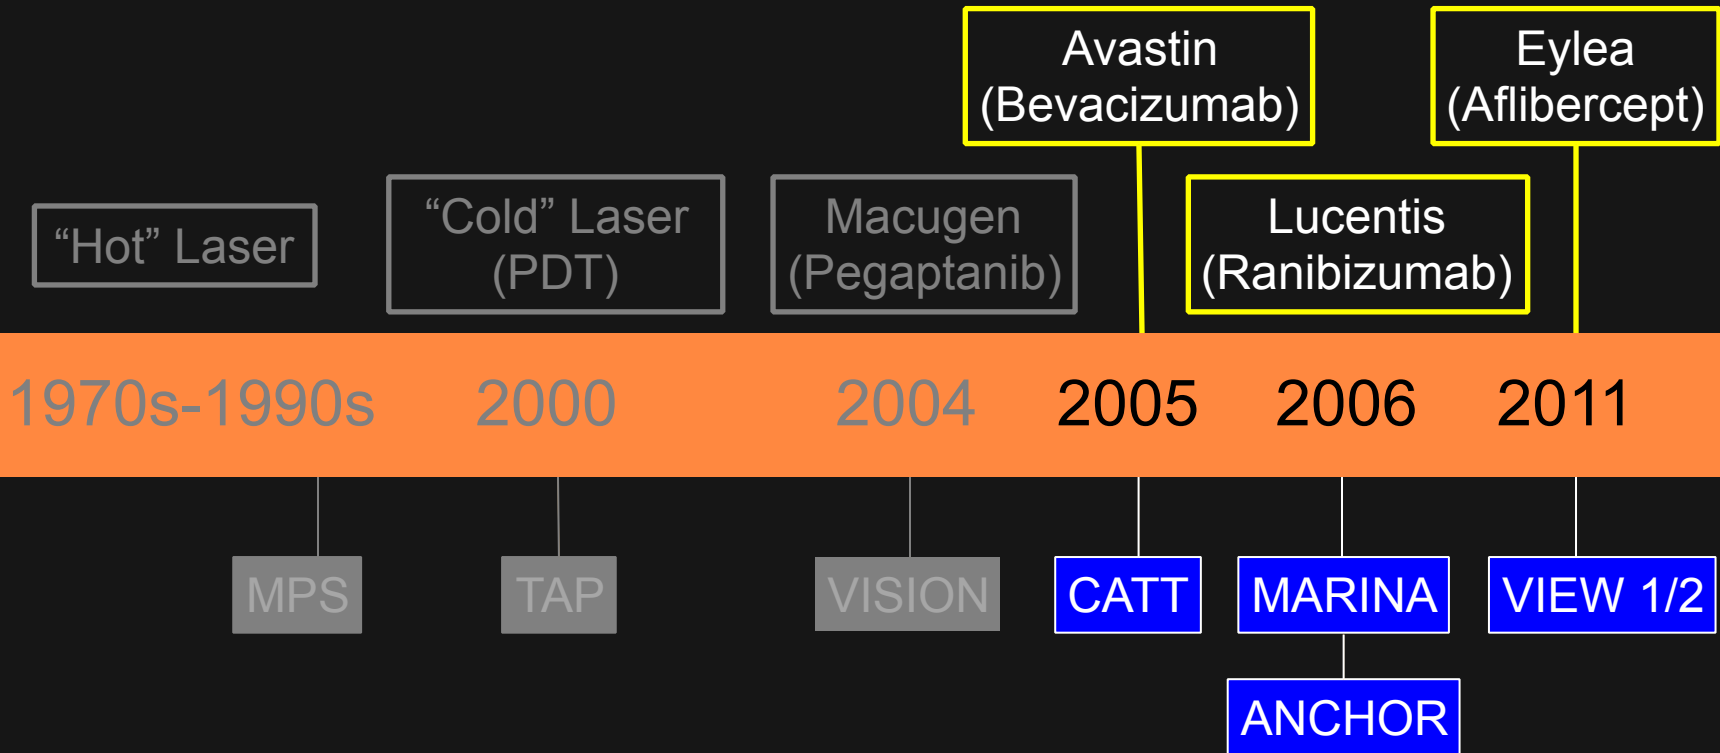 Avastin
(Bevacizumab)
Eylea
(Aflibercept)
“Hot” Laser
“Cold” Laser
(PDT)
Macugen
(Pegaptanib)
Lucentis
(Ranibizumab)
1970s-1990s
2000
2004
2005
2006
2011
MPS
TAP
VISION
CATT
MARINA
VIEW 1/2
ANCHOR